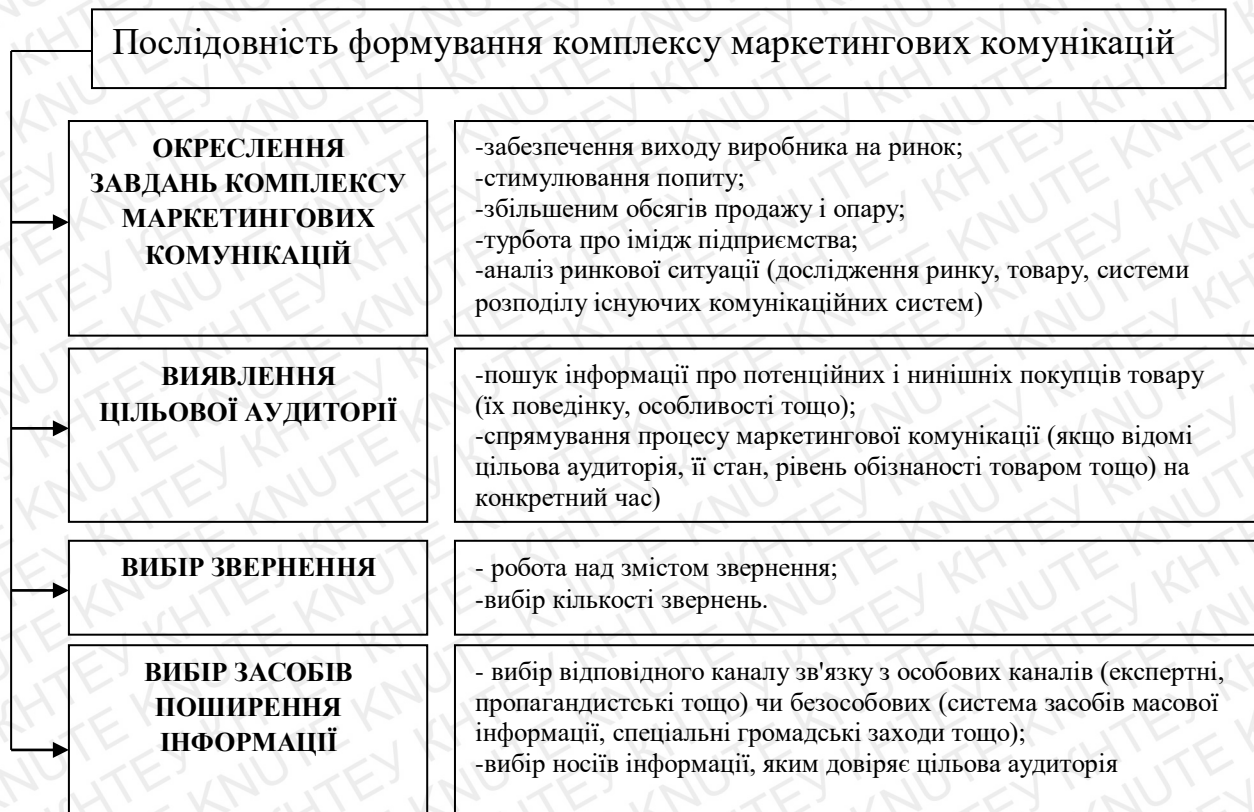 Послідовність формування комплексу маркетингових комунікацій
ОКРЕСЛЕННЯ
ЗАВДАНЬ КОМПЛЕКСУ
МАРКЕТИНГОВИХ
КОМУНІКАЦІЙ
-забезпечення виходу виробника на ринок;
-стимулювання попиту;
-збільшеним обсягів продажу і опару;
-турбота про імідж підприємства;
-аналіз ринкової ситуації (дослідження ринку, товару, системи
розподілу існуючих комунікаційних систем)
ВИЯВЛЕННЯ
ЦІЛЬОВОЇ АУДИТОРІЇ
-пошук інформації про потенційних і нинішніх покупців товару
(їх поведінку, особливості тощо);
-спрямування процесу маркетингової комунікації (якщо відомі
цільова аудиторія, її стан, рівень обізнаності товаром тощо) на
конкретний час)
ВИБІР ЗВЕРНЕННЯ
- робота над змістом звернення;
-вибір кількості звернень.
ВИБІР ЗАСОБІВ
ПОШИРЕННЯ
ІНФОРМАЦІЇ
- вибір відповідного каналу зв'язку з особових каналів (експертні,
пропагандистські тощо) чи безособових (система засобів масової
інформації, спеціальні громадські заходи тощо);
-вибір носіїв інформації, яким довіряє цільова аудиторія